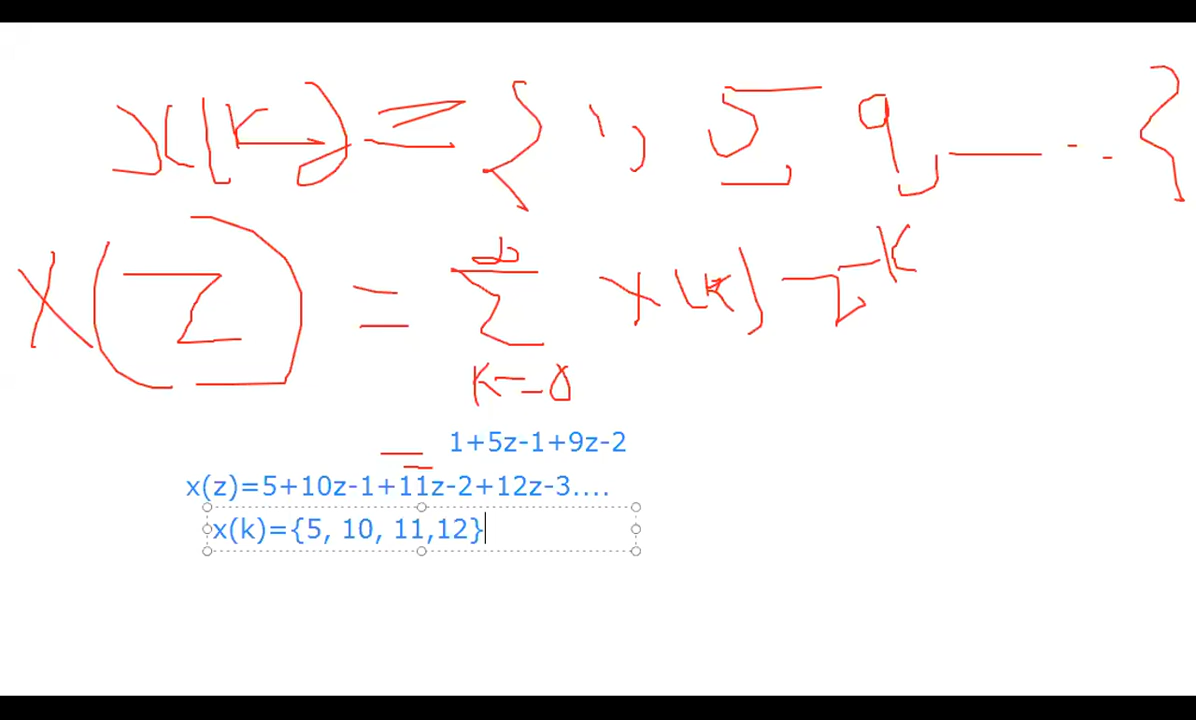 x(k) = { 1, 5, 9, — .. }
X(Z) = ∞ Σ K=0 x(k) z^-K
= 1+5z-1+9z-2
x(z)=5+10z-1+11z-2+12z-3....
x(k)={5, 10, 11,12}